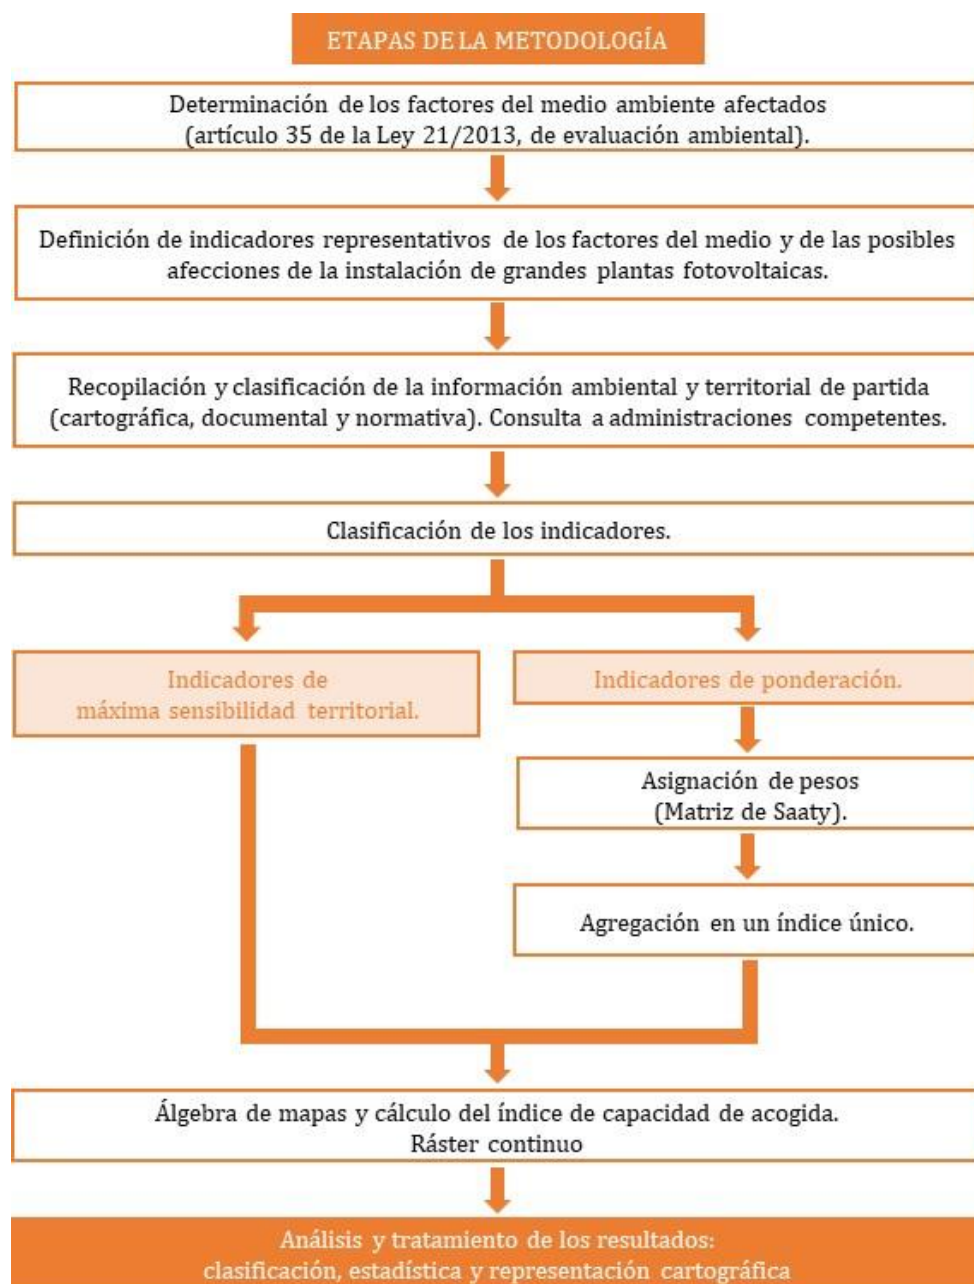 ETAPAS DE LA METODOLOGÍA
Determinación de los factores del medio ambiente afectados
(artículo 35 de la Ley 21/2013, de evaluación ambiental).
Definición de indicadores representativos de los factores del medio y de las posibles
afecciones de la instalación de grandes plantas fotovoltaicas.
Recopilación y clasificación de la información ambiental y territorial de partida
(cartográfica, documental y normativa). Consulta a administraciones competentes.
Clasificación de los indicadores.
Indicadores de
máxima sensibilidad territorial.
Indicadores de ponderación.
Asignación de pesos
(Matriz de Saaty).
Agregación en un índice único.
Álgebra de mapas y cálculo del índice de capacidad de acogida.
Ráster continuo
Análisis y tratamiento de los resultados:
clasificación, estadística y representación cartográfica